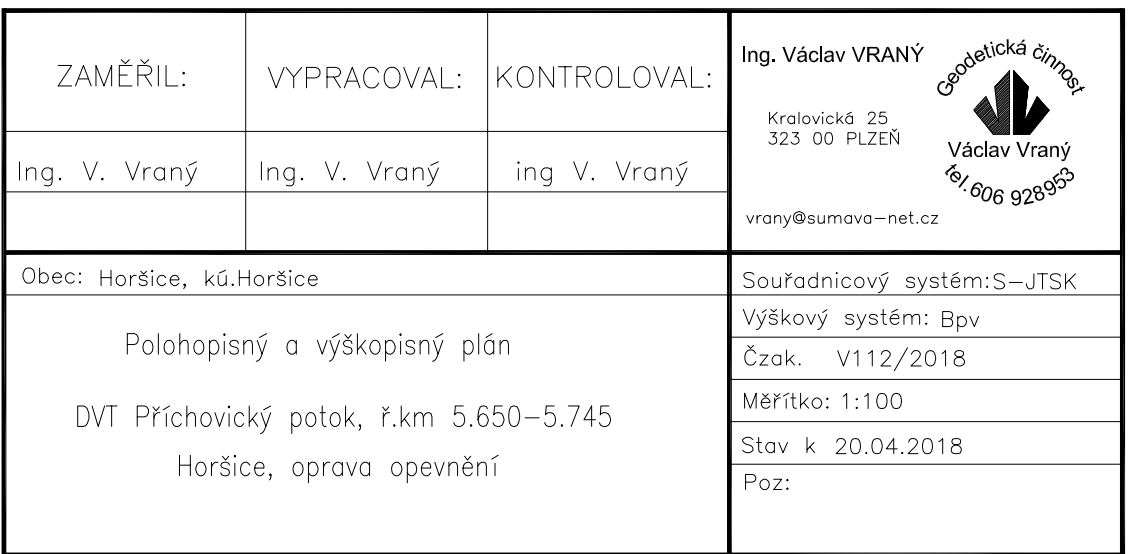 ZAMĚŘIL:
VYPRACOVAL:
KONTROLOVAL:
Ing. V. Vraný
Ing. V. Vraný
ing V. Vraný
Ing. Václav VRANÝ
Kralovická 25
323 00 PLZEŇ
vrany@sumava-net.cz
Geodetická činnost
Václav Vraný
tel.606 928953
Obec: Horšice, kú.Horšice
Polohopisný a výškopisný plán
DVT Příchovický potok, ř.km 5.650-5.745
Horšice, oprava opevnění
Souřadnicový systém:S-JTSK
Výškový systém: Bpv
Čzak. V112/2018
Měřítko: 1:100
Stav k 20.04.2018
Poz: